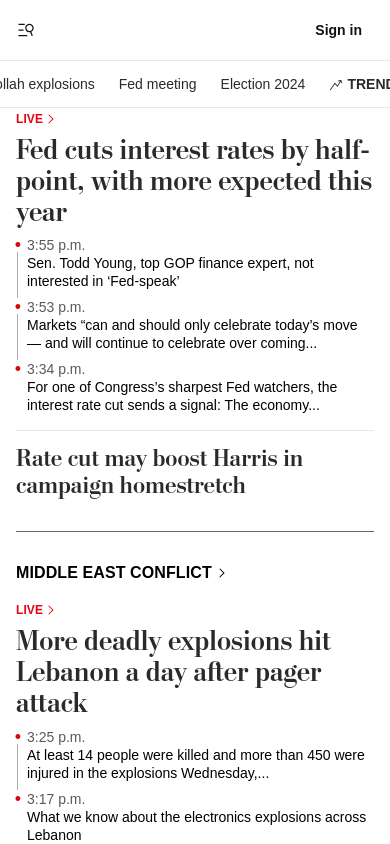 Sign in
ollah explosions Fed meeting Election 2024 TREND
LIVE
Fed cuts interest rates by half-
point, with more expected this
year
3:55 p.m.
Sen. Todd Young, top GOP finance expert, not
interested in ‘Fed-speak’
3:53 p.m.
Markets “can and should only celebrate today’s move
— and will continue to celebrate over coming...
3:34 p.m.
For one of Congress’s sharpest Fed watchers, the
interest rate cut sends a signal: The economy...
Rate cut may boost Harris in
campaign homestretch
MIDDLE EAST CONFLICT
LIVE
More deadly explosions hit
Lebanon a day after pager
attack
3:25 p.m.
At least 14 people were killed and more than 450 were
injured in the explosions Wednesday,...
3:17 p.m.
What we know about the electronics explosions across
Lebanon